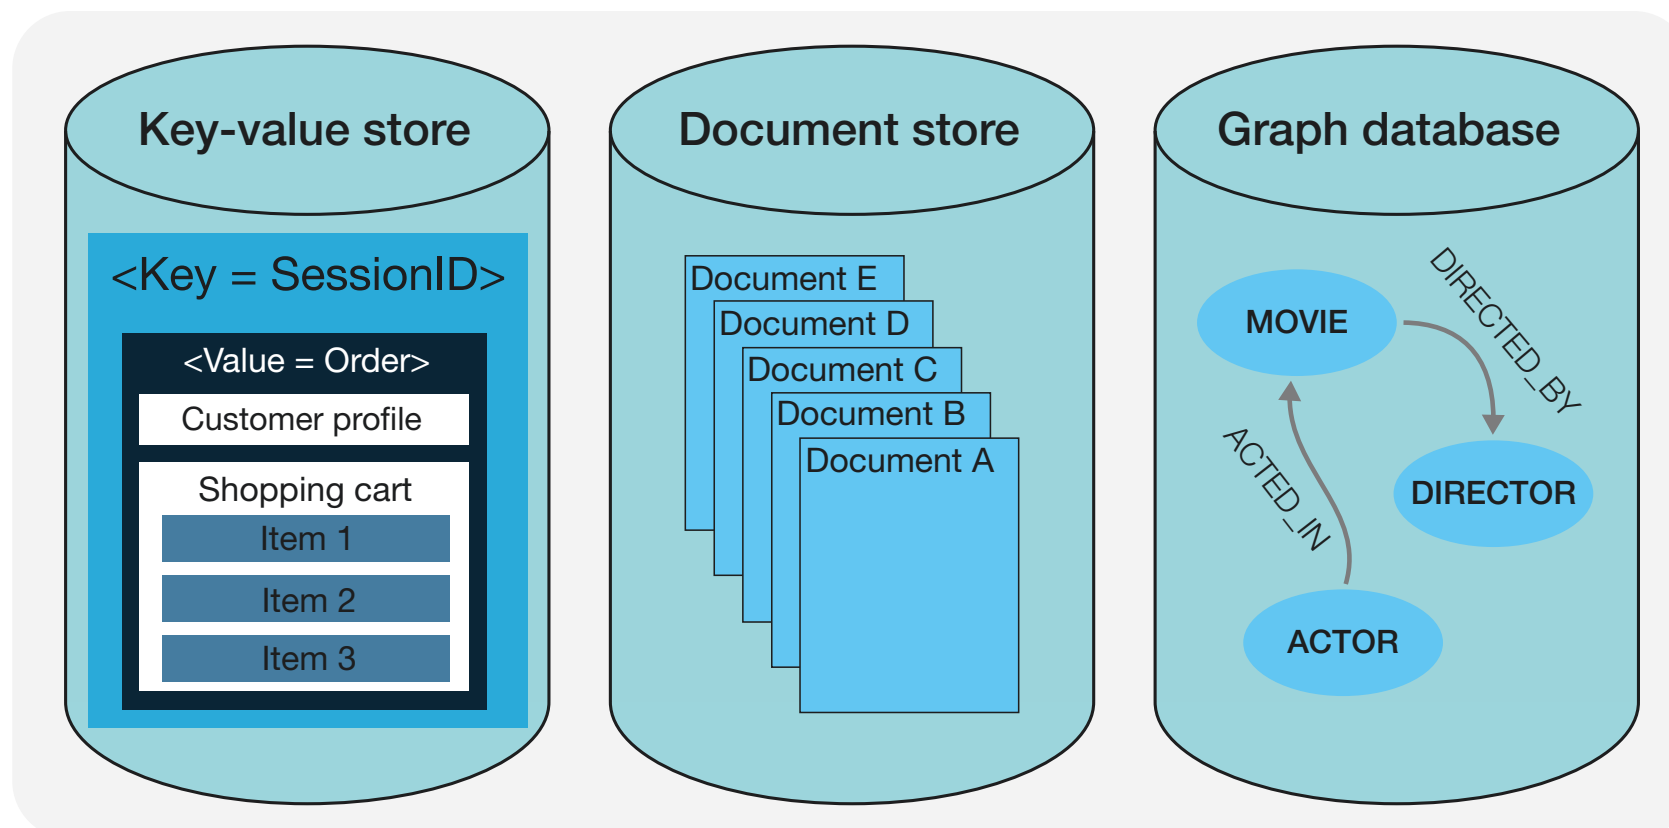 Key-value store
<Key = SessionID>
<Value = Order>
Customer profile
Shopping cart
Item 1
Item 2
Item 3
Document store
Document E
Document D
Document C
Document B
Document A
Graph database
MOVIE
DIRECTED_BY
DIRECTOR
ACTED_IN
ACTOR